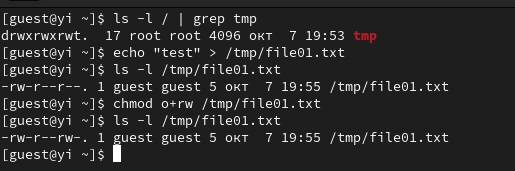 [guest@yi ~]$ ls -l / | grep tmp
drwxrwxrwt.  17 root root 4096 окт  7 19:53 tmp
[guest@yi ~]$ echo "test" > /tmp/file01.txt
[guest@yi ~]$ ls -l /tmp/file01.txt
-rw-r--r--. 1 guest guest 5 окт  7 19:55 /tmp/file01.txt
[guest@yi ~]$ chmod o+rw /tmp/file01.txt
[guest@yi ~]$ ls -l /tmp/file01.txt
-rw-r--rw-. 1 guest guest 5 окт  7 19:55 /tmp/file01.txt
[guest@yi ~]$